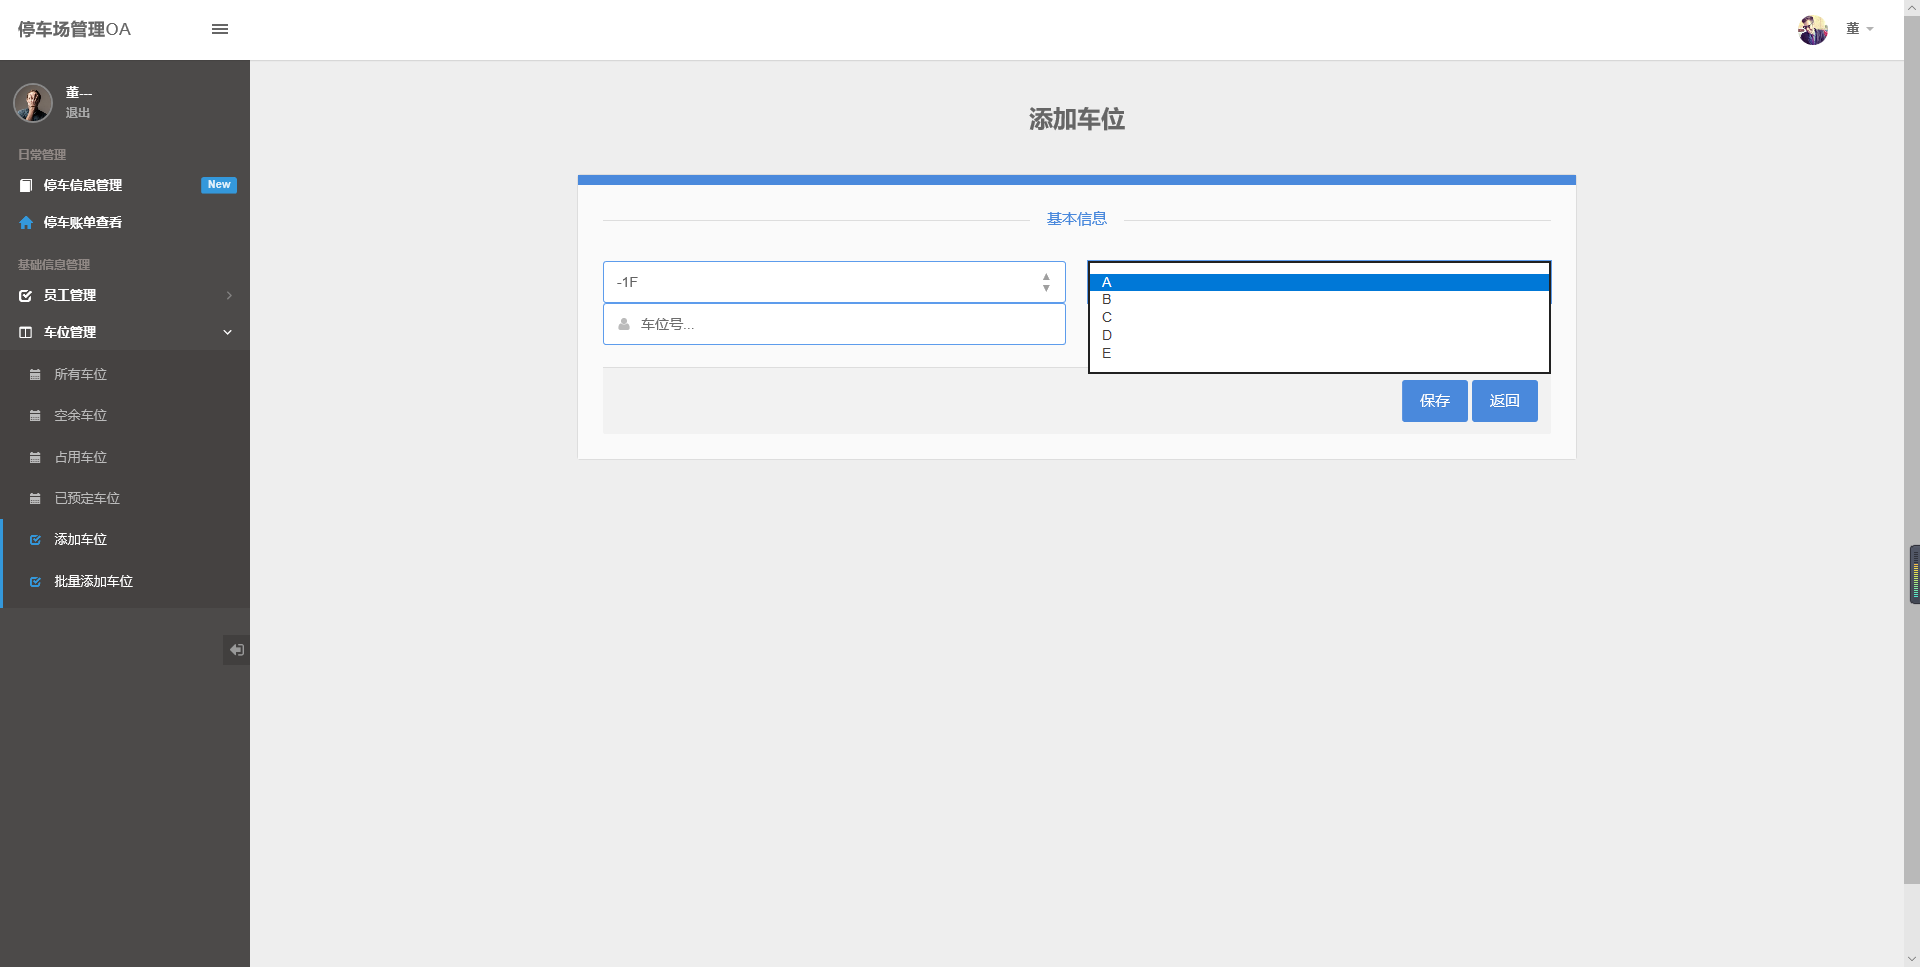 停车场管理OA
董
董---
退出
日常管理
停车信息管理
New
停车账单查看
基础信息管理
员工管理
车位管理
所有车位
空余车位
占用车位
已预定车位
添加车位
批量添加车位
添加车位
基本信息
-1F
A
B
C
D
E
车位号...
保存
返回